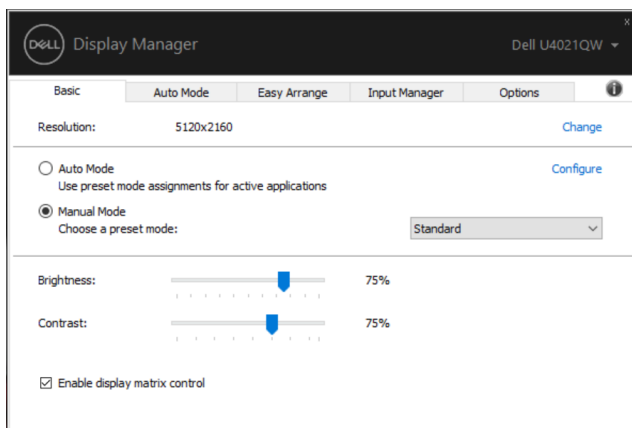 x
DELL Display Manager Dell U4021QW
Basic Auto Mode Easy Arrange Input Manager Options i
Resolution: 5120x2160 Change
Auto Mode Configure
Use preset mode assignments for active applications
Manual Mode
Choose a preset mode: Standard
Brightness: 75%
Contrast: 75%
Enable display matrix control